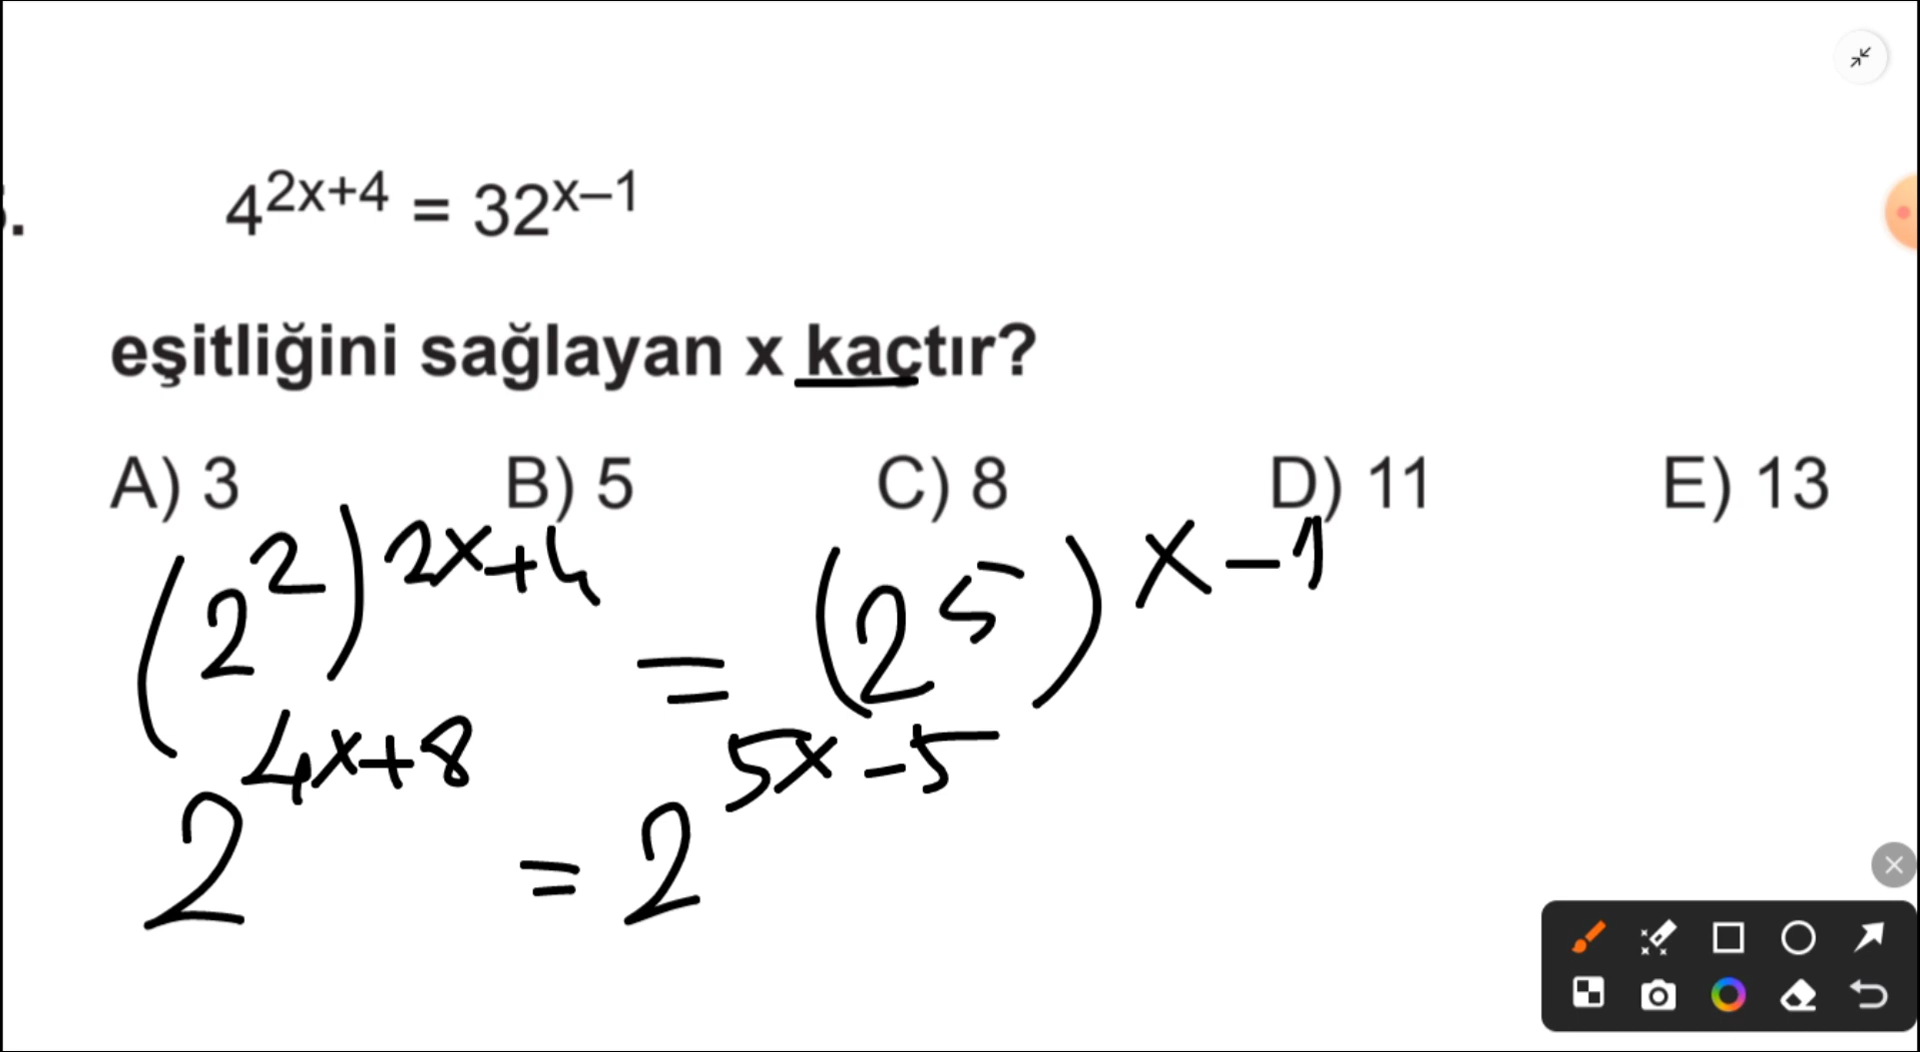 4^{2x+4} = 32^{x–1}
eşitliğini sağlayan x kaçtır?
A) 3 B) 5 C) 8 D) 11 E) 13
(2^2)^{2x+4} = (2^5)^{x-1}
2^{4x+8} = 2^{5x-5}